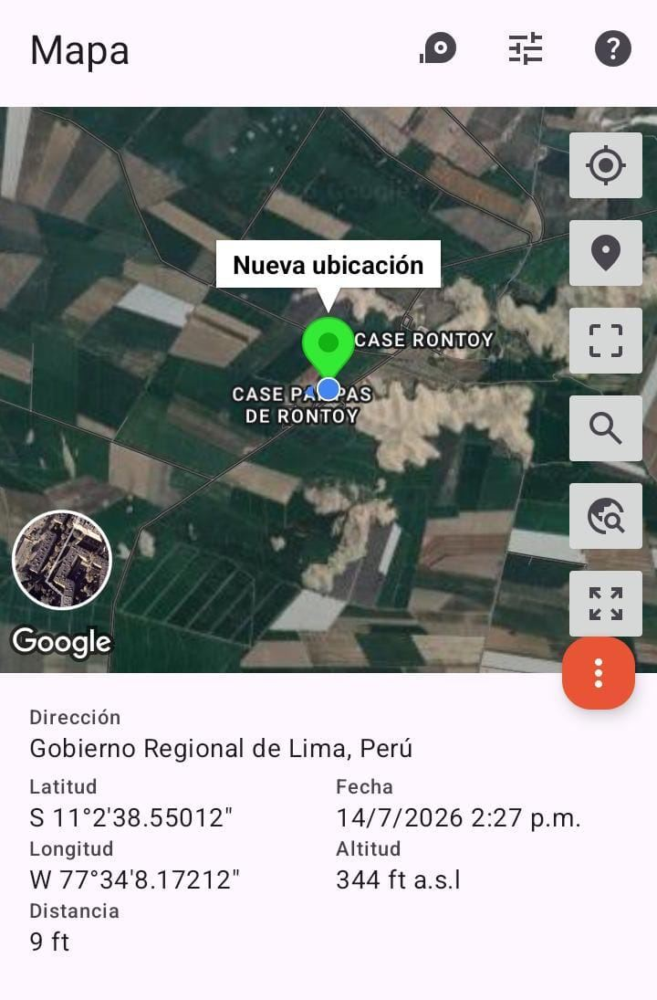 Mapa
Nueva ubicación
CASE RONTOY
CASE PAMPAS
DE RONTOY
Google
Dirección
Gobierno Regional de Lima, Perú
Latitud
S 11°2'38.55012"
Fecha
14/7/2026 2:27 p.m.
Longitud
W 77°34'8.17212"
Altitud
344 ft a.s.l
Distancia
9 ft